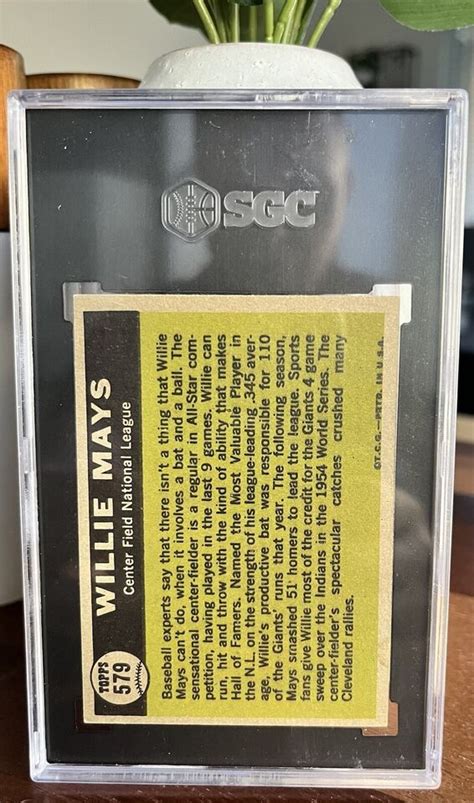 SGC
TOPPS
579
WILLIE MAYS
Center Field National League
Baseball experts say that there isn't a thing that Willie
Mays can't do, when it involves a bat and a ball. The
sensational center-fielder is a regular in All-Star com-
petition, having played in the last 9 games. Willie can
run, hit and throw with the kind of ability that makes
Hall of Famers. Named the Most Valuable Player in
the N.L. on the strength of his league-leading .345 aver-
age, Willie's productive bat was responsible for 110
of the Giants' runs that year. The following season,
Mays smashed 51 homers to lead the league. Sports
fans give Willie most of the credit for the Giants 4 game
sweep over the Indians in the 1954 World Series. The
center-fielder's spectacular catches crushed many
Cleveland rallies.
©T.C.G.—PRTD. IN U.S.A.